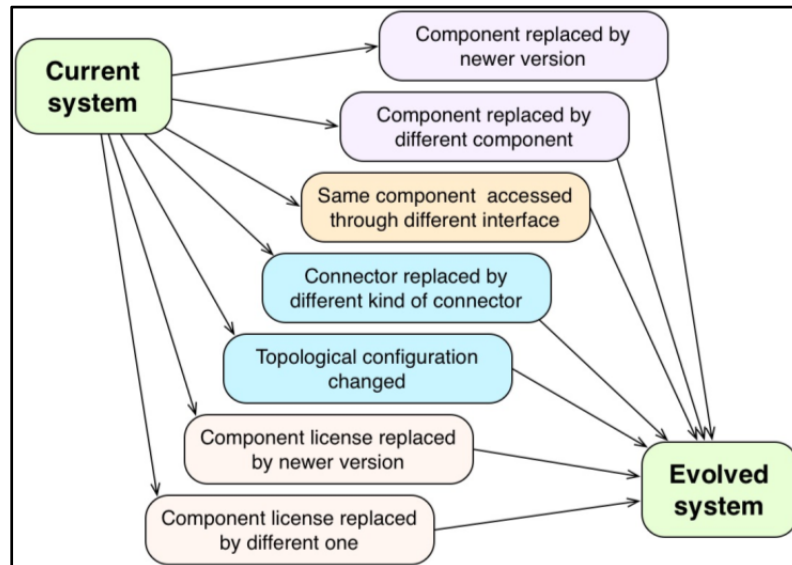 Current
system
Component replaced by
newer version
Component replaced by
different component
Same component accessed
through different interface
Connector replaced by
different kind of connector
Topological configuration
changed
Component license replaced
by newer version
Component license replaced
by different one
Evolved
system